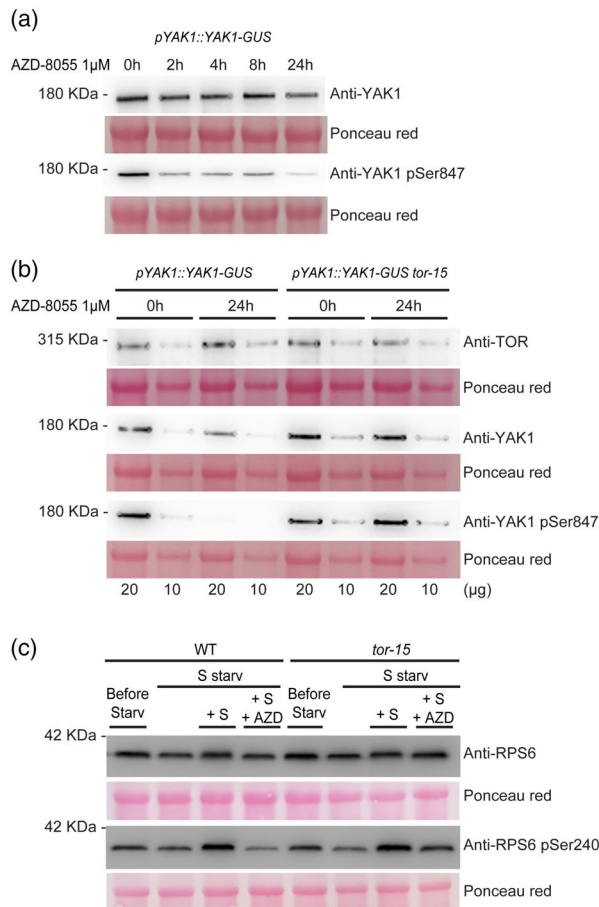 (a)
pYAK1::YAK1-GUS
AZD-8055 1µM 0h 2h 4h 8h 24h
180 KDa - Anti-YAK1
Ponceau red
180 KDa - Anti-YAK1 pSer847
Ponceau red
(b)
pYAK1::YAK1-GUS pYAK1::YAK1-GUS tor-15
AZD-8055 1µM 0h 24h 0h 24h
315 KDa - Anti-TOR
Ponceau red
180 KDa - Anti-YAK1
Ponceau red
180 KDa - Anti-YAK1 pSer847
Ponceau red
20 10 20 10 20 10 20 10 (µg)
(c)
WT tor-15
S starv S starv
Before Starv + S + S + AZD Before Starv + S + S + AZD
42 KDa - Anti-RPS6
Ponceau red
42 KDa - Anti-RPS6 pSer240
Ponceau red